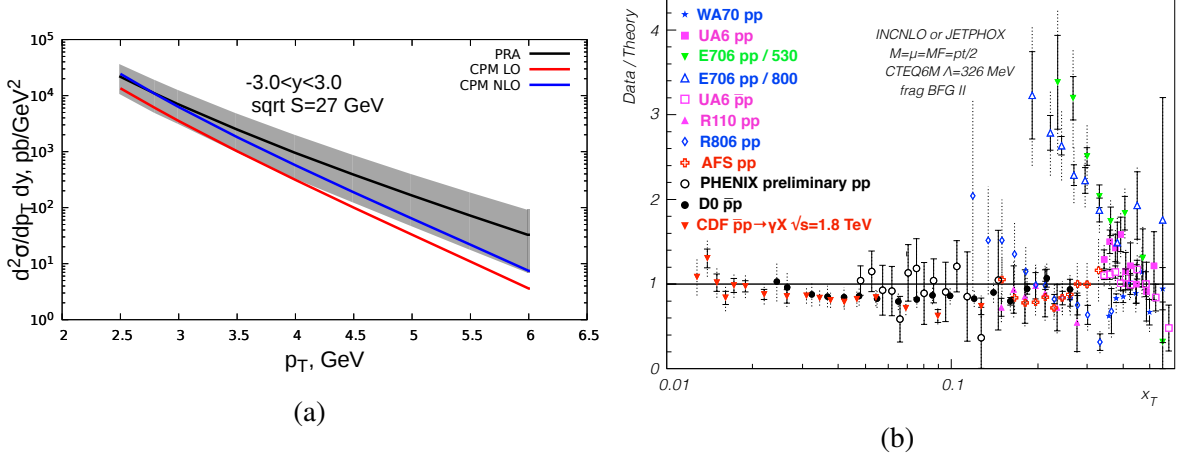 10^5
10^4
10^3
10^2
10^1
10^0
d^2σ/dp_T dy, pb/GeV^2
-3.0<y<3.0
sqrt S=27 GeV
PRA
CPM LO
CPM NLO
2 2.5 3 3.5 4 4.5 5 5.5 6 6.5
p_T, GeV
(a)
Data / Theory
4
3
2
1
0
WA70 pp
UA6 pp
E706 pp / 530
E706 pp / 800
UA6 p̅p
R110 pp
R806 pp
AFS pp
PHENIX preliminary pp
D0 p̅p
CDF p̅p→γX √s=1.8 TeV
INCNLO or JETPHOX
M=μ=MF=pt/2
CTEQ6M Λ=326 MeV
frag BFG II
0.01 0.1
x_T
(b)